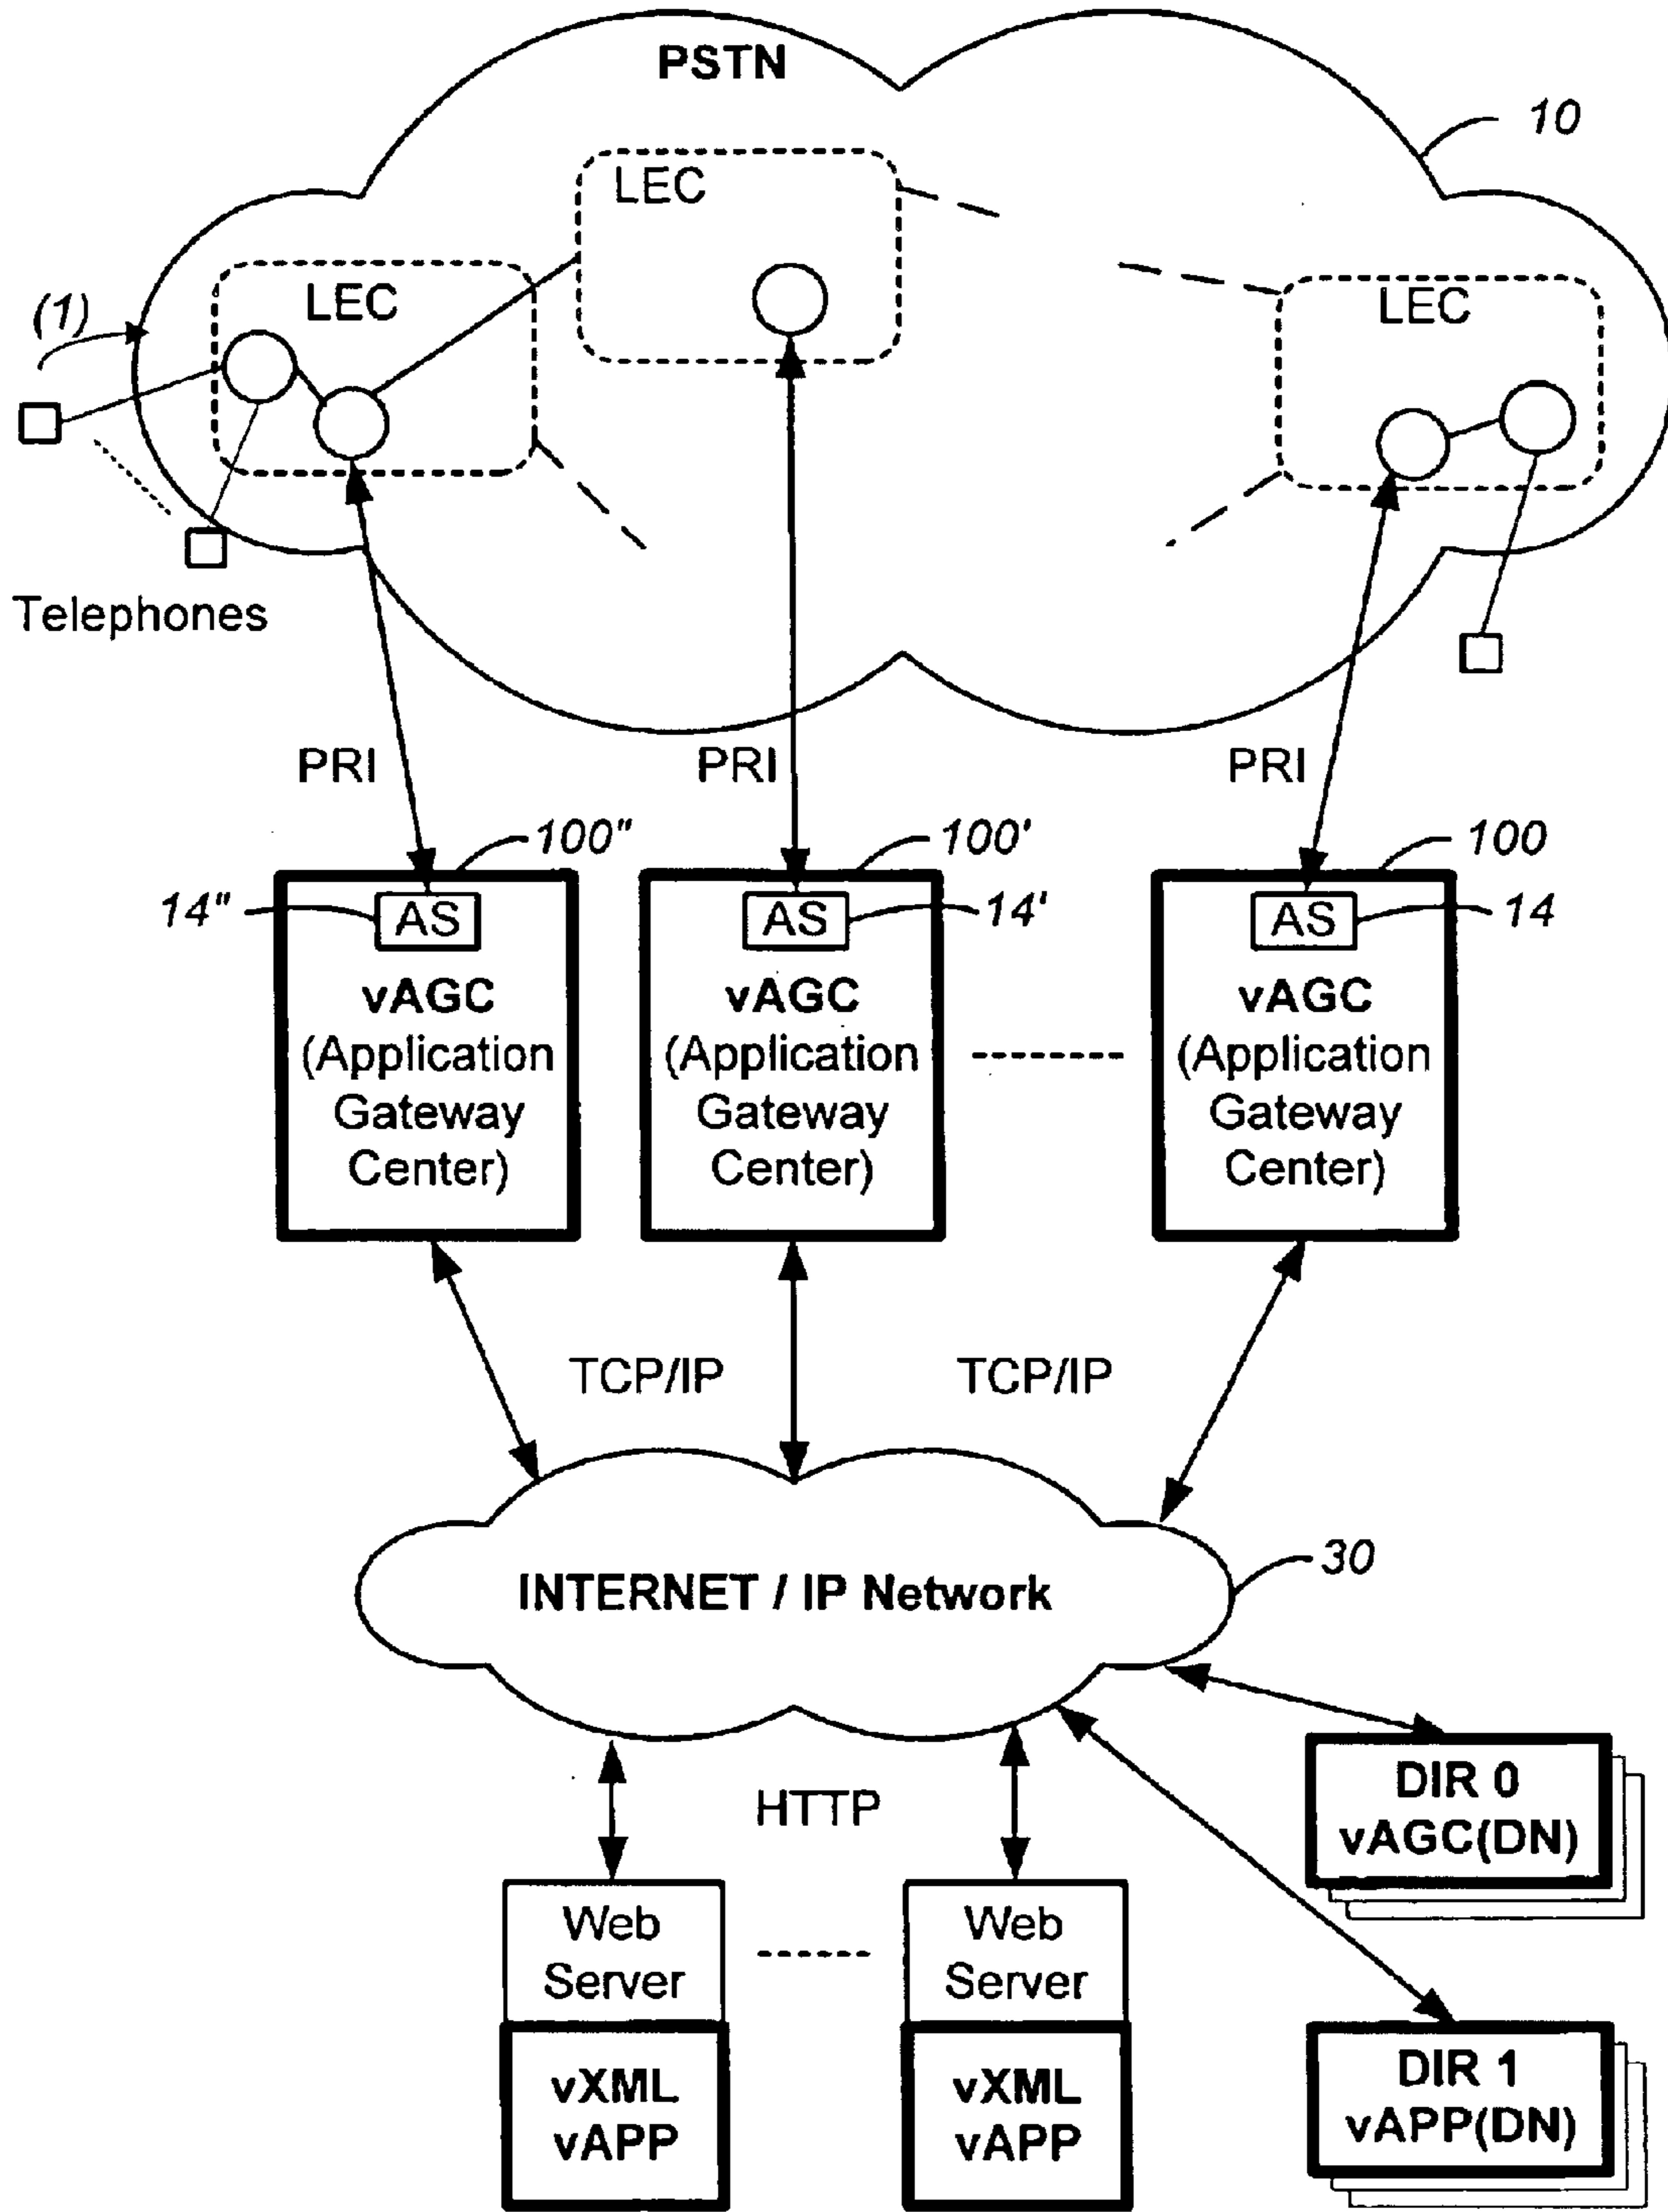 PSTN
10
LEC
LEC
LEC
(1)
Telephones
PRI
PRI
PRI
100"
100'
100
14"
AS
AS
14'
AS
14
vAGC
(Application
Gateway
Center)
vAGC
(Application
Gateway
Center)
vAGC
(Application
Gateway
Center)
TCP/IP
TCP/IP
INTERNET / IP Network
30
HTTP
DIR 0
vAGC(DN)
Web
Server
Web
Server
vXML
vAPP
vXML
vAPP
DIR 1
vAPP(DN)